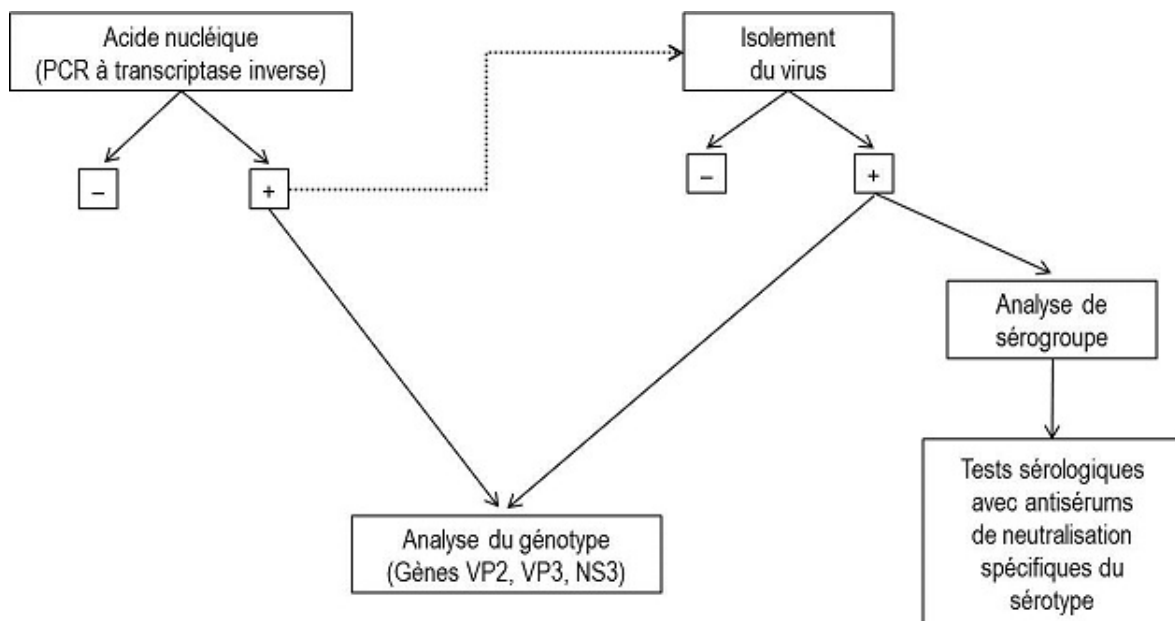 Acide nucléique
(PCR à transcriptase inverse)
Isolement
du virus
–
+
–
+
Analyse de
sérogroupe
Analyse du génotype
(Gènes VP2, VP3, NS3)
Tests sérologiques
avec antisérums
de neutralisation
spécifiques du
sérotype